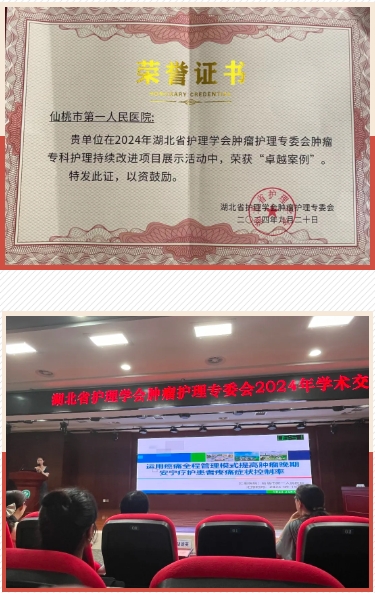 荣誉证书
HONORARY CREDENTIAL
仙桃市第一人民医院:
贵单位在2024年湖北省护理学会肿瘤护理专委会肿瘤
专科护理持续改进项目展示活动中，荣获“卓越案例”。
特发此证，以资鼓励。
湖北省护理学会肿瘤护理专委会
二〇二四年九月二十日
湖北省护理学会肿瘤护理专委会2024年学术交
运用疼痛全程管理模式提高肿瘤晚期
安宁疗护患者疼痛症状控制率